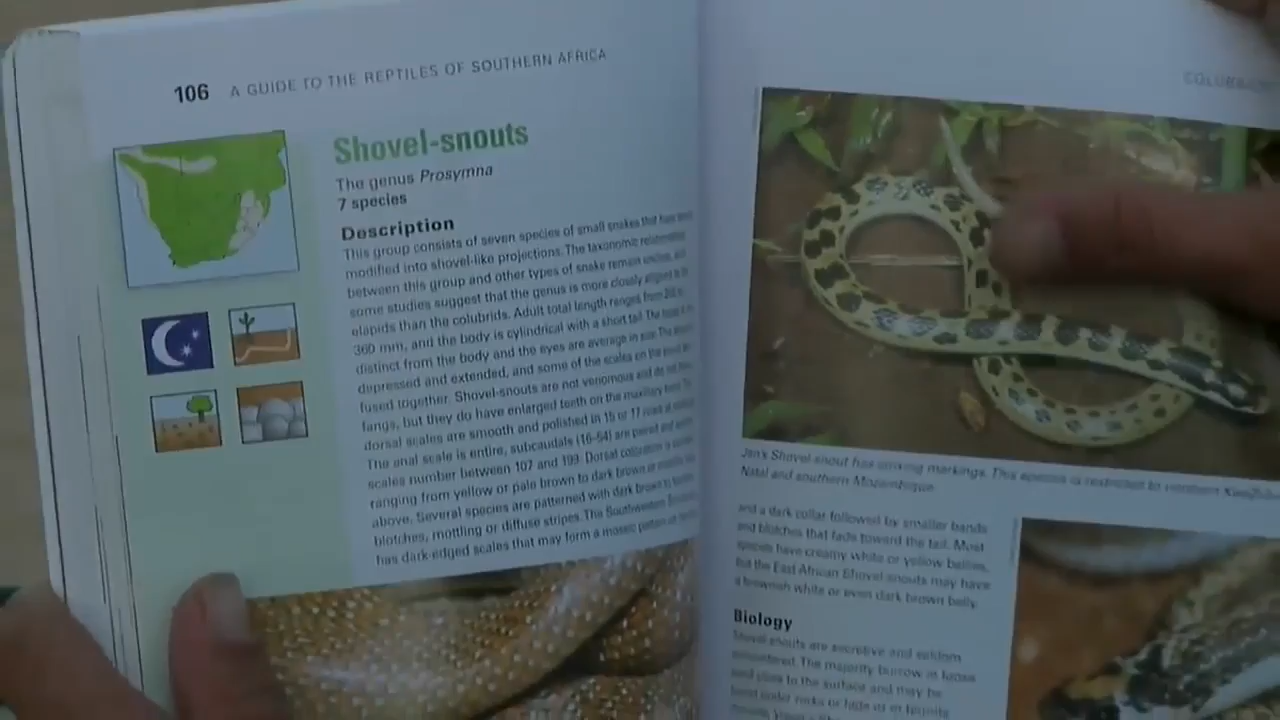 106 A GUIDE TO THE REPTILES OF SOUTHERN AFRICA
Shovel-snouts
The genus Prosymna
7 species
Description
This group consists of seven species of small snakes that have
modified into shovel-like projections. The taxonomic
between this group and other types of snake remain
some studies suggest that the genus is more closely
elapids than the colubrids. Adult total length ranges from
360 mm, and the body is cylindrical with a short tail. The
distinct from the body and the eyes are average in size. The
depressed and extended, and some of the scales on the
fused together. Shovel-snouts are not venomous and do not
fangs, but they do have enlarged teeth on the maxillary
dorsal scales are smooth and polished in 15 or 17 rows at
The anal scale is entire, subcaudals (16-54) are paired and
scales number between 107 and 199. Dorsal coloration is
ranging from yellow or pale brown to dark brown or
above. Several species are patterned with dark brown to
blotches, mottling or diffuse stripes. The Southwestern
has dark-edged scales that may form a mosaic pattern
Jan's Shovel-snout has striking markings. This species is restricted to northern
Natal and southern Mozambique.
and a dark collar followed by smaller bands
and blotches that fade toward the tail. Most
species have creamy white or yellow bellies,
but the East African Shovel-snouts may have
a brownish white or even dark brown belly.
Biology
Shovel-snouts are secretive and seldom
encountered. The majority burrow in loose
sand close to the surface and may be
found under rocks or logs or in termite